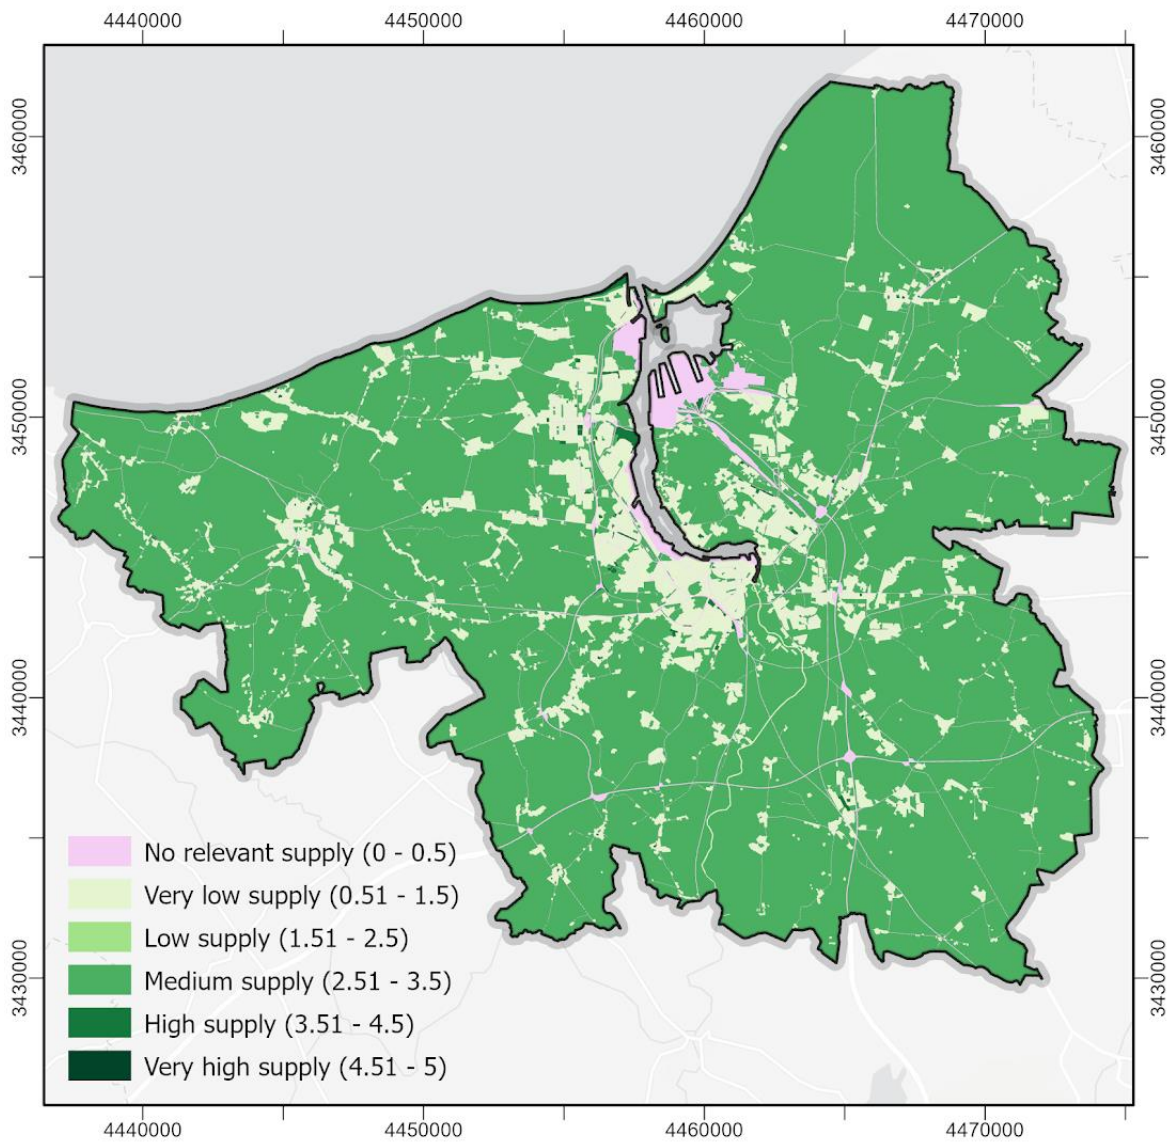 4440000 4450000 4460000 4470000
3460000 3460000
3450000 3450000
3440000 3440000
3430000 3430000
No relevant supply (0 - 0.5)
Very low supply (0.51 - 1.5)
Low supply (1.51 - 2.5)
Medium supply (2.51 - 3.5)
High supply (3.51 - 4.5)
Very high supply (4.51 - 5)
4440000 4450000 4460000 4470000